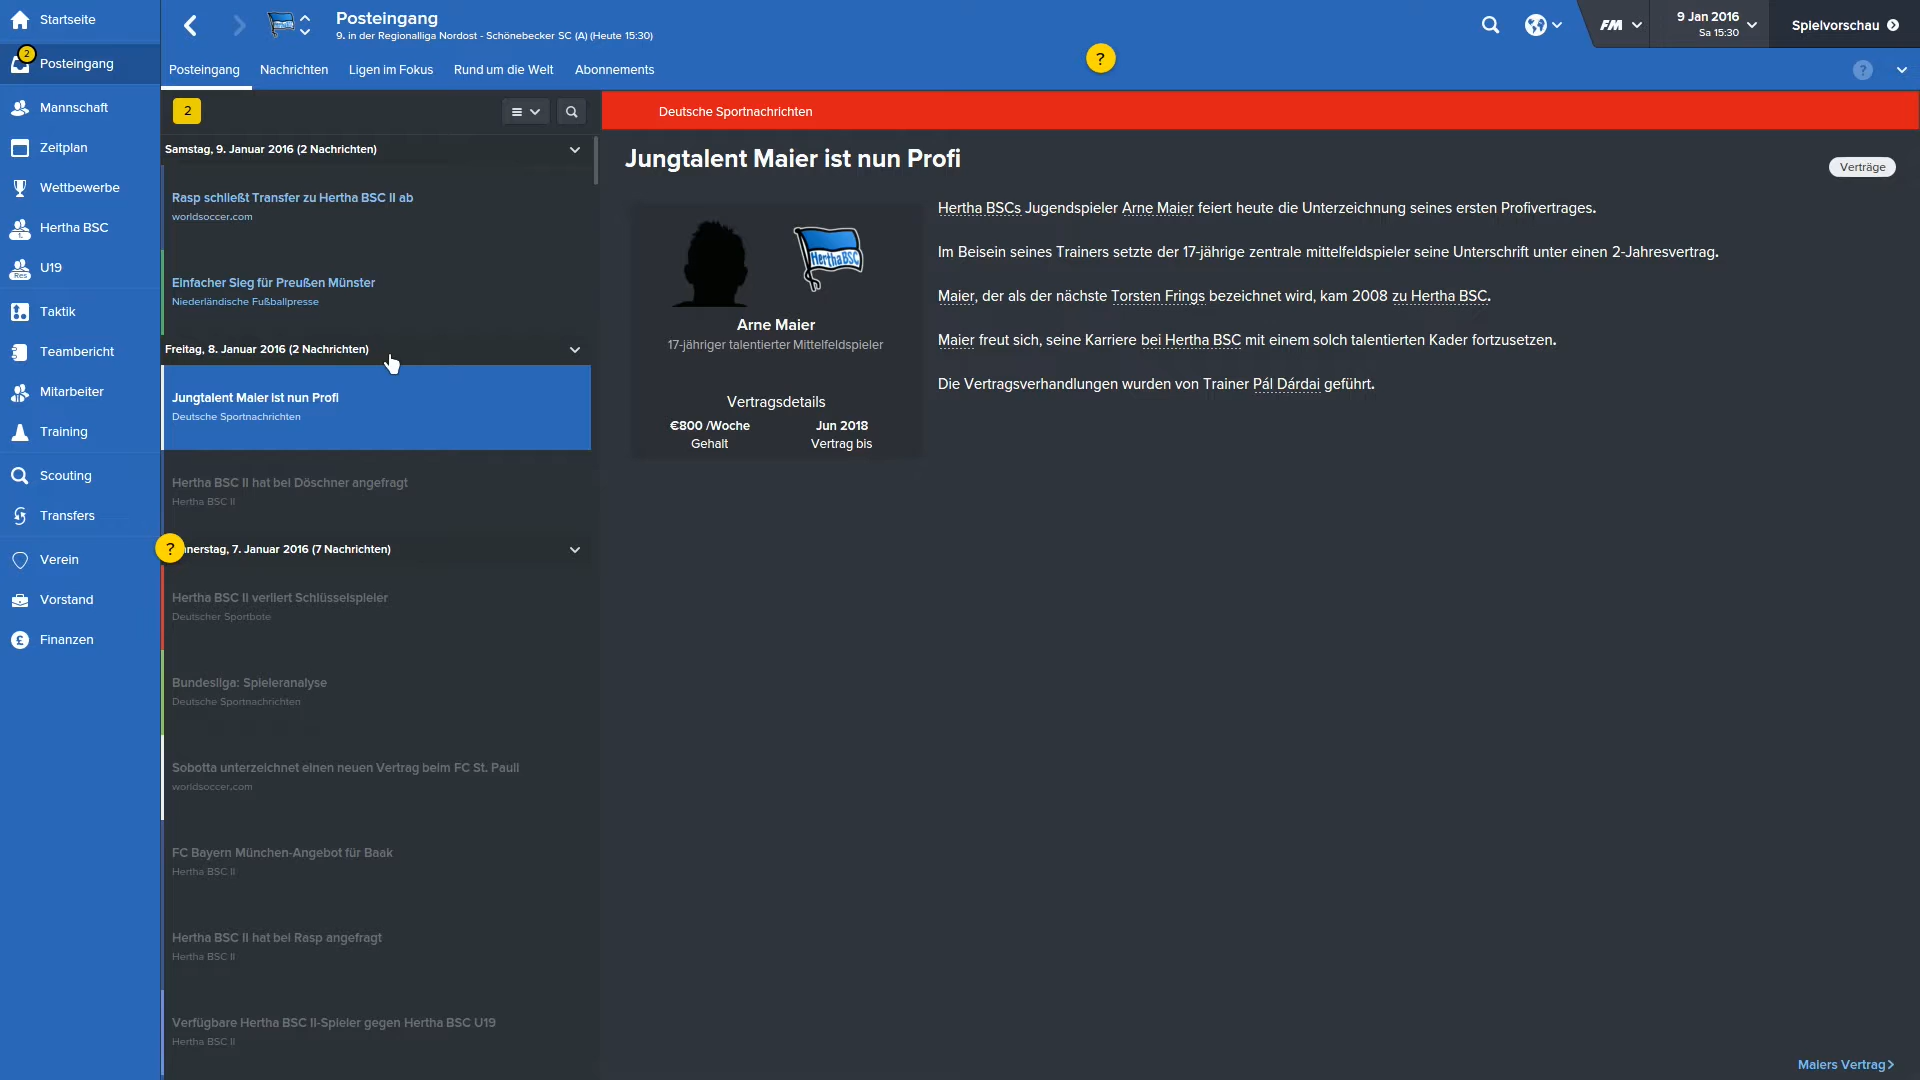 Startseite
2
Posteingang
Mannschaft
Zeitplan
Wettbewerbe
Hertha BSC
U19
Res
Taktik
Teambericht
Mitarbeiter
Training
Scouting
Transfers
Verein
Vorstand
Finanzen
Posteingang
9. in der Regionalliga Nordost - Schönebecker SC (A) (Heute 15:30)
FM
9 Jan 2016
Sa 15:30
Spielvorschau
Posteingang
Nachrichten
Ligen im Fokus
Rund um die Welt
Abonnements
?
?
2
Samstag, 9. Januar 2016 (2 Nachrichten)
Rasp schließt Transfer zu Hertha BSC II ab
worldsoccer.com
Einfacher Sieg für Preußen Münster
Niederländische Fußballpresse
Freitag, 8. Januar 2016 (2 Nachrichten)
Jungtalent Maier ist nun Profi
Deutsche Sportnachrichten
Hertha BSC II hat bei Döschner angefragt
Hertha BSC II
?
nnerstag, 7. Januar 2016 (7 Nachrichten)
Hertha BSC II verliert Schlüsselspieler
Deutscher Sportbote
Bundesliga: Spieleranalyse
Deutsche Sportnachrichten
Sobotta unterzeichnet einen neuen Vertrag beim FC St. Pauli
worldsoccer.com
FC Bayern München-Angebot für Baak
Hertha BSC II
Hertha BSC II hat bei Rasp angefragt
Hertha BSC II
Verfügbare Hertha BSC II-Spieler gegen Hertha BSC U19
Hertha BSC II
Deutsche Sportnachrichten
Jungtalent Maier ist nun Profi
Verträge
Hertha BSC
Arne Maier
17-jähriger talentierter Mittelfeldspieler
Vertragsdetails
€800 /Woche
Gehalt
Jun 2018
Vertrag bis
Hertha BSCs Jugendspieler Arne Maier feiert heute die Unterzeichnung seines ersten Profivertrages.
Im Beisein seines Trainers setzte der 17-jährige zentrale mittelfeldspieler seine Unterschrift unter einen 2-Jahresvertrag.
Maier, der als der nächste Torsten Frings bezeichnet wird, kam 2008 zu Hertha BSC.
Maier freut sich, seine Karriere bei Hertha BSC mit einem solch talentierten Kader fortzusetzen.
Die Vertragsverhandlungen wurden von Trainer Pál Dárdai geführt.
Maiers Vertrag>